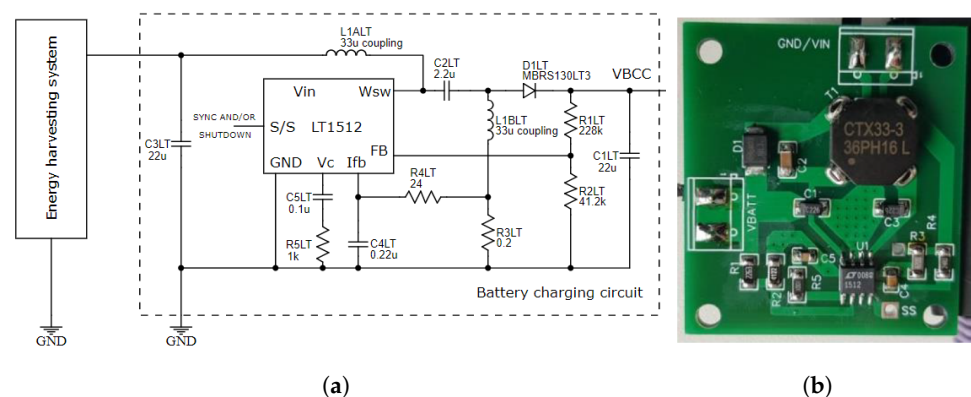 Energy harvesting system
GND
C3LT
22u
L1ALT
33u coupling
SYNC AND/OR
SHUTDOWN
Vin
Wsw
S/S
LT1512
FB
GND
Vc
Ifb
C2LT
2.2u
D1LT
MBRS130LT3
VBCC
L1BLT
33u coupling
R1LT
228k
C1LT
22u
R2LT
41.2k
R4LT
24
C5LT
0.1u
R5LT
1k
C4LT
0.22u
R3LT
0.2
Battery charging circuit
GND
(a)
GND/VIN
T1
CTX33-3
36PH16 L
D1
C2
VBATT
C1
C3
R4
R3
U1
C5
R1
R2
R5
1512
C4
SS
(b)